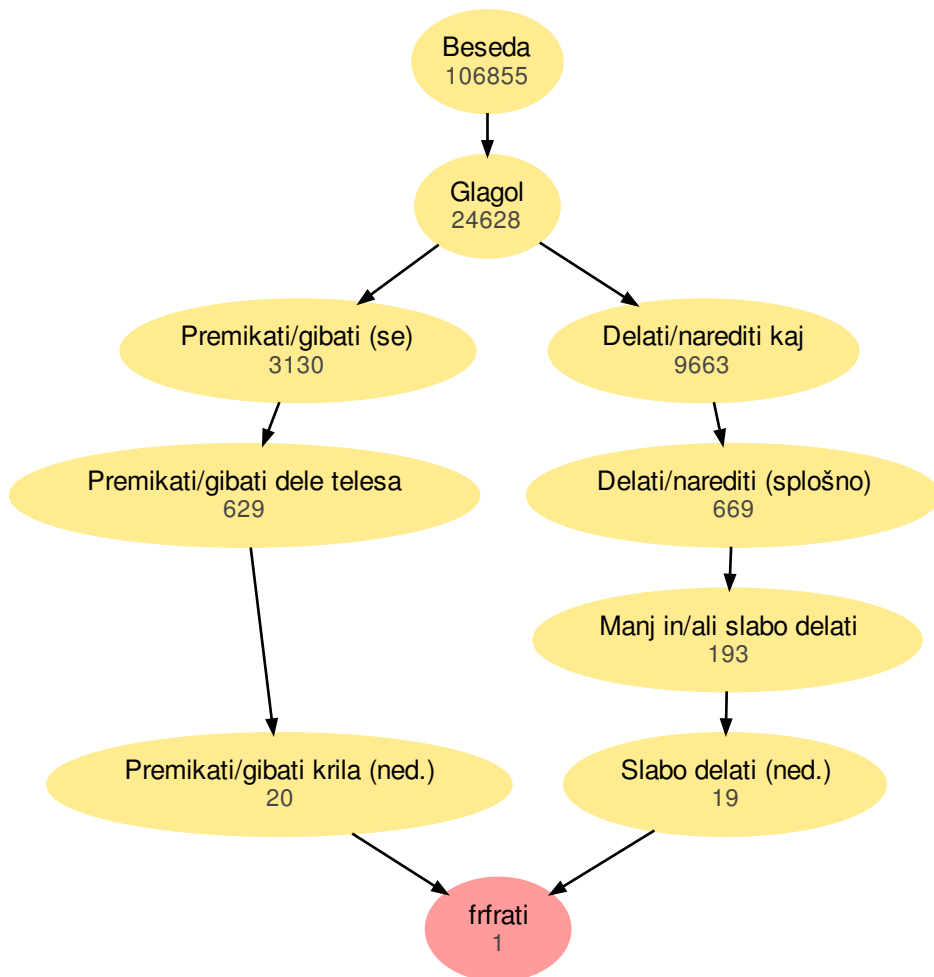 Beseda
106855
Glagol
24628
Premikati/gibati (se)
3130
Delati/narediti kaj
9663
Premikati/gibati dele telesa
629
Delati/narediti (splošno)
669
Manj in/ali slabo delati
193
Premikati/gibati krila (ned.)
20
Slabo delati (ned.)
19
frfrati
1